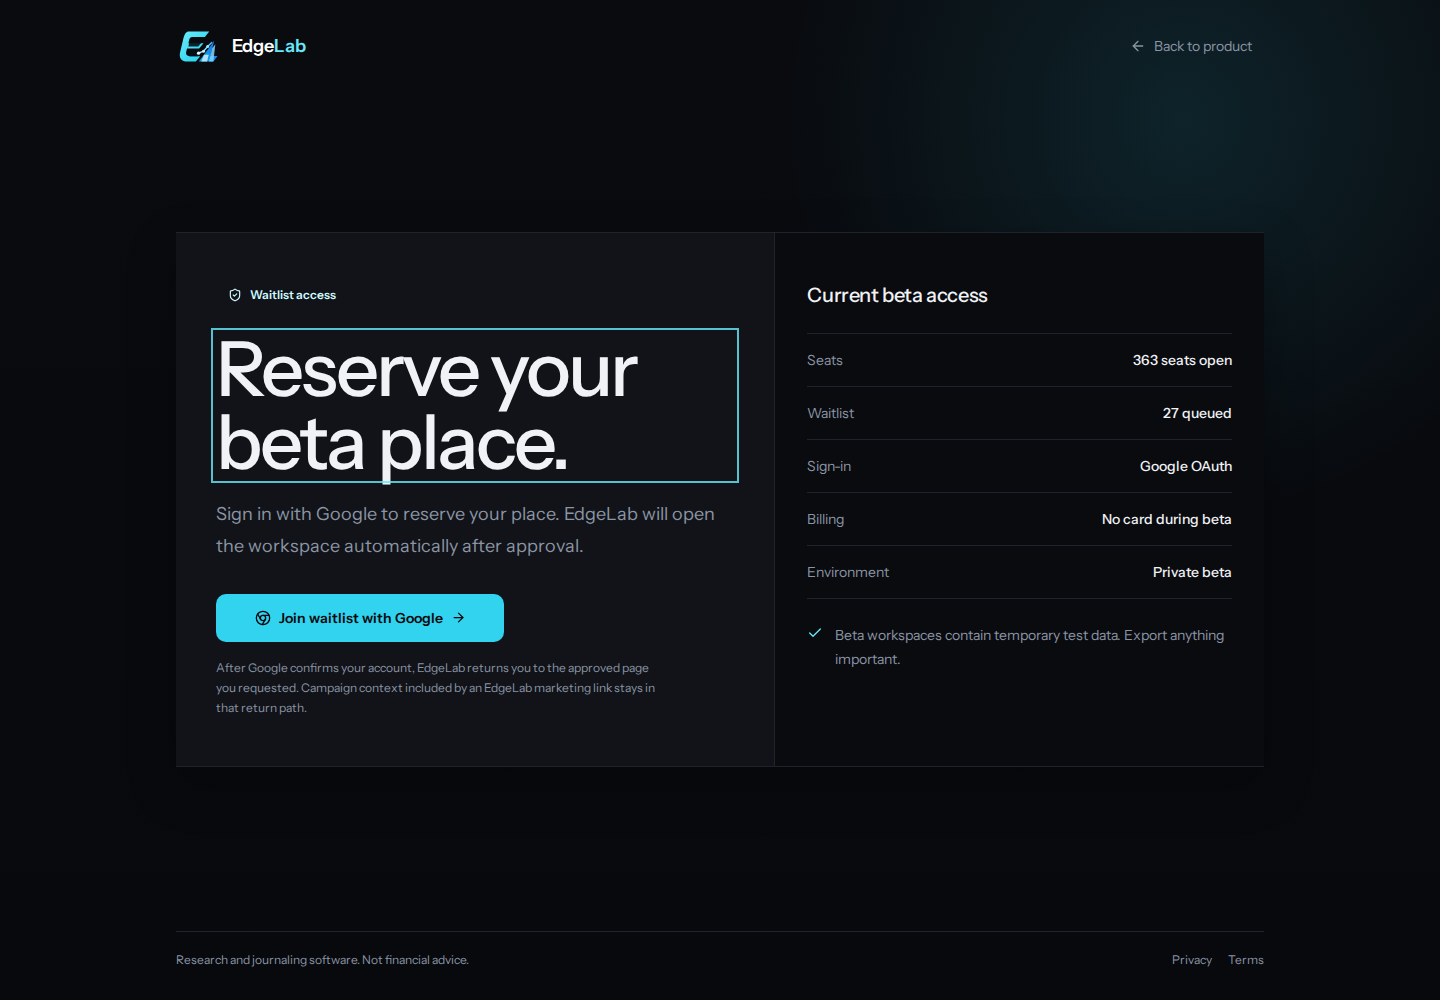 EdgeLab
Back to product
Waitlist access
Reserve your
beta place.
Sign in with Google to reserve your place. EdgeLab will open
the workspace automatically after approval.
Join waitlist with Google
After Google confirms your account, EdgeLab returns you to the approved page
you requested. Campaign context included by an EdgeLab marketing link stays in
that return path.
Current beta access
Seats 363 seats open
Waitlist 27 queued
Sign-in Google OAuth
Billing No card during beta
Environment Private beta
Beta workspaces contain temporary test data. Export anything
important.
Research and journaling software. Not financial advice.
Privacy Terms